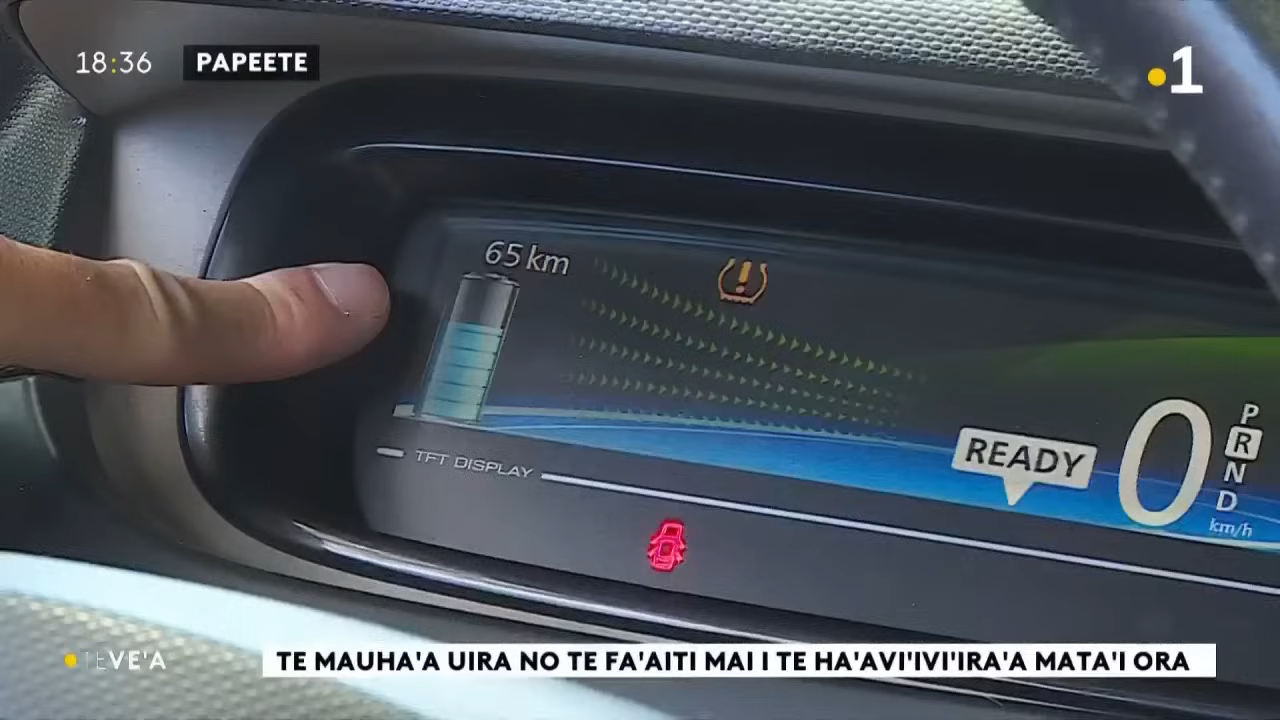 18:36 PAPEETE
1
65 km
P
R
N
D
READY
0
km/h
TFT DISPLAY
TEVE'A
TE MAUHA'A UIRA NO TE FA'AITI MAI I TE HA'AVI'IVI'IRA'A MATA'I ORA